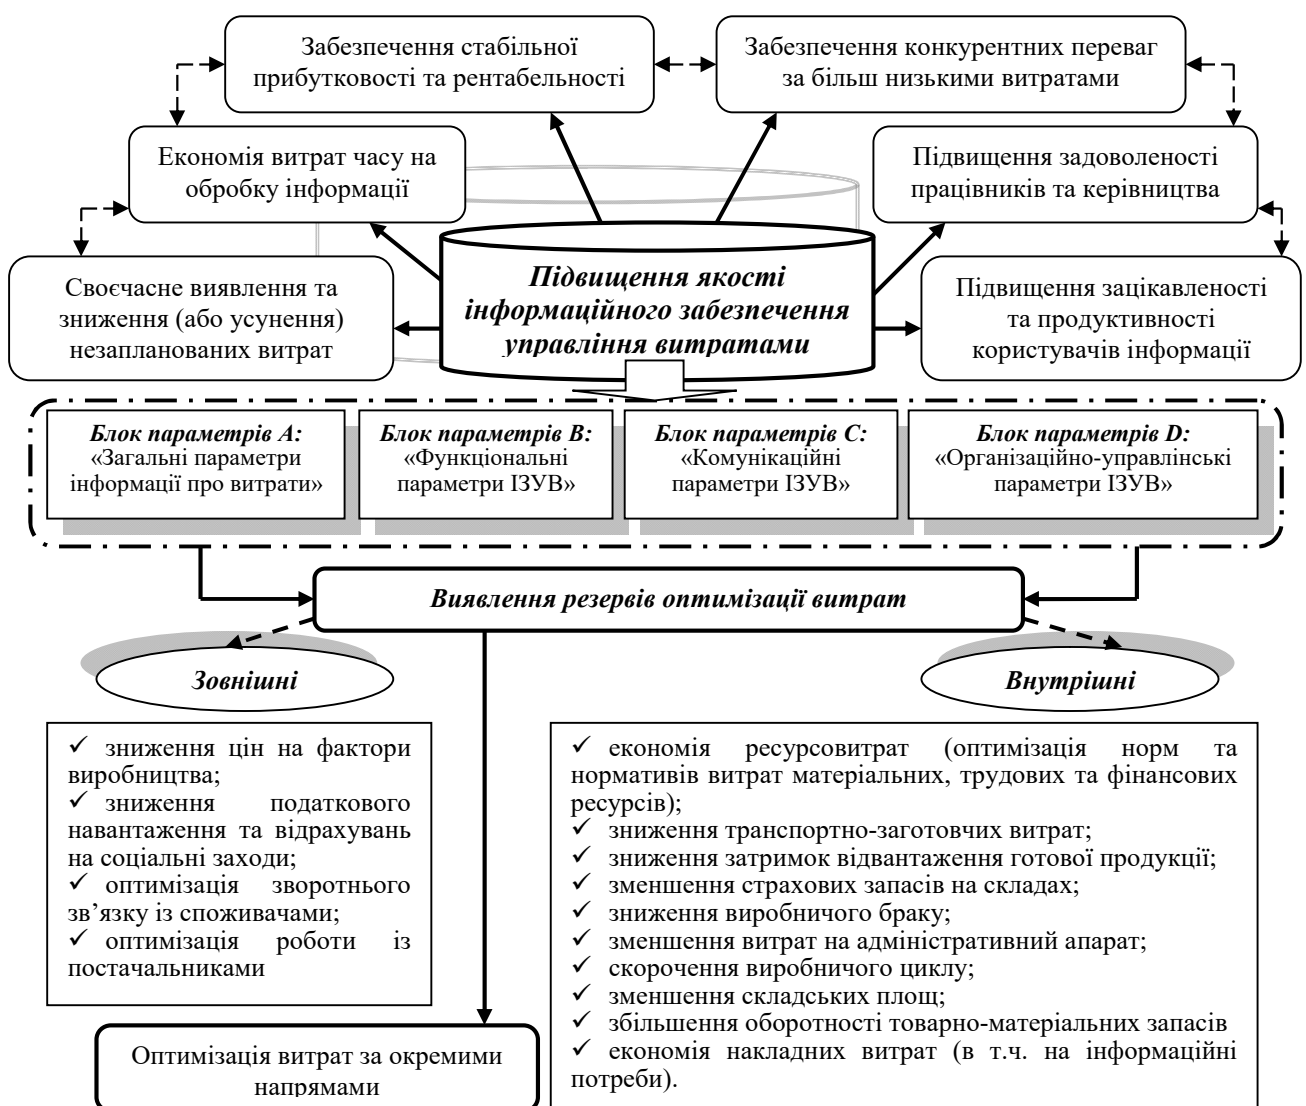 Забезпечення стабільної
прибутковості та рентабельності
Забезпечення конкурентних переваг
за більш низькими витратами
Економія витрат часу на
обробку інформації
Підвищення задоволеності
працівників та керівництва
Своєчасне виявлення та
зниження (або усунення)
незапланованих витрат
Підвищення якості
інформаційного забезпечення
управління витратами
Підвищення зацікавленості
та продуктивності
користувачів інформації
Блок параметрів А:
«Загальні параметри
інформації про витрати»
Блок параметрів В:
«Функціональні
параметри ІЗУВ»
Блок параметрів С:
«Комунікаційні
параметри ІЗУВ»
Блок параметрів D:
«Організаційно-управлінські
параметри ІЗУВ»
Виявлення резервів оптимізації витрат
Зовнішні
Внутрішні
✓ зниження цін на фактори
виробництва;
✓ зниження податкового
навантаження та відрахувань
на соціальні заходи;
✓ оптимізація зворотнього
зв’язку із споживачами;
✓ оптимізація роботи із
постачальниками
✓ економія ресурсовитрат (оптимізація норм та
нормативів витрат матеріальних, трудових та фінансових
ресурсів);
✓ зниження транспортно-заготовчих витрат;
✓ зниження затримок відвантаження готової продукції;
✓ зменшення страхових запасів на складах;
✓ зниження виробничого браку;
✓ зменшення витрат на адміністративний апарат;
✓ скорочення виробничого циклу;
✓ зменшення складських площ;
✓ збільшення оборотності товарно-матеріальних запасів
✓ економія накладних витрат (в т.ч. на інформаційні
потреби).
Оптимізація витрат за окремими
напрямами